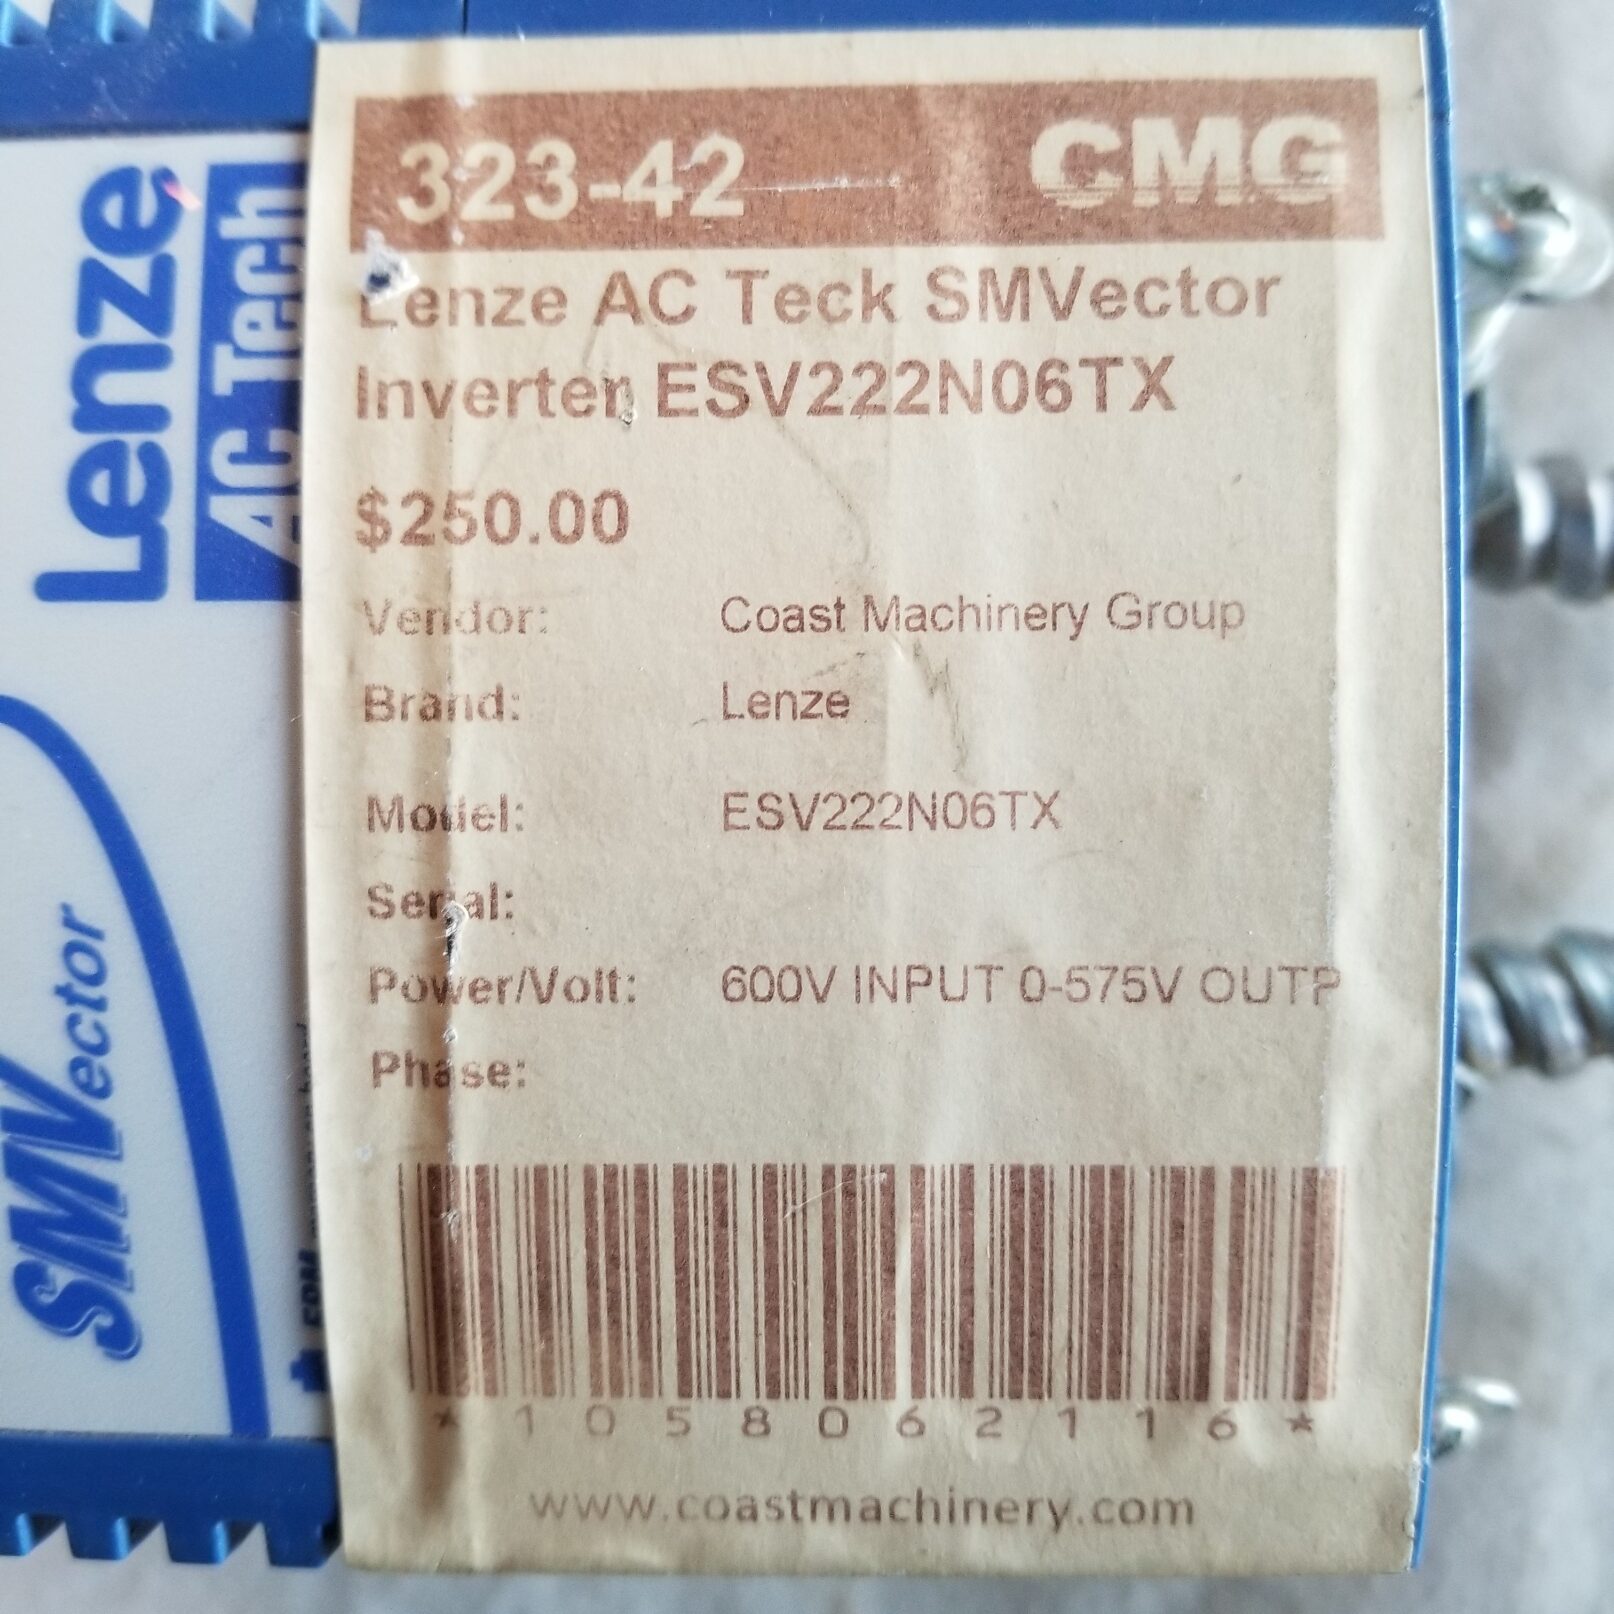 Lenze
AC Tech
SMVector
323-42
CMG
Lenze AC Teck SMVector
Inverter ESV222N06TX
$250.00
Vendor: Coast Machinery Group
Brand: Lenze
Model: ESV222N06TX
Serial:
Power/Volt: 600V INPUT 0-575V OUTP
Phase:
*1058062116*
www.coastmachinery.com